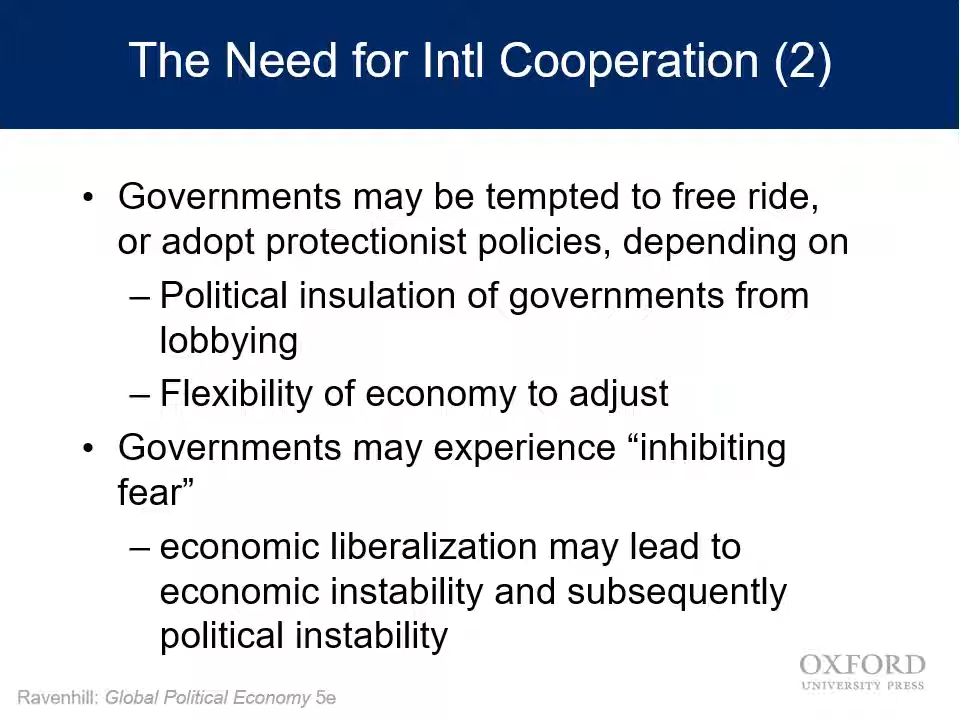 The Need for Intl Cooperation (2)
• Governments may be tempted to free ride,
or adopt protectionist policies, depending on
– Political insulation of governments from
lobbying
– Flexibility of economy to adjust
• Governments may experience “inhibiting
fear”
– economic liberalization may lead to
economic instability and subsequently
political instability
OXFORD
UNIVERSITY PRESS
Ravenhill: Global Political Economy 5e